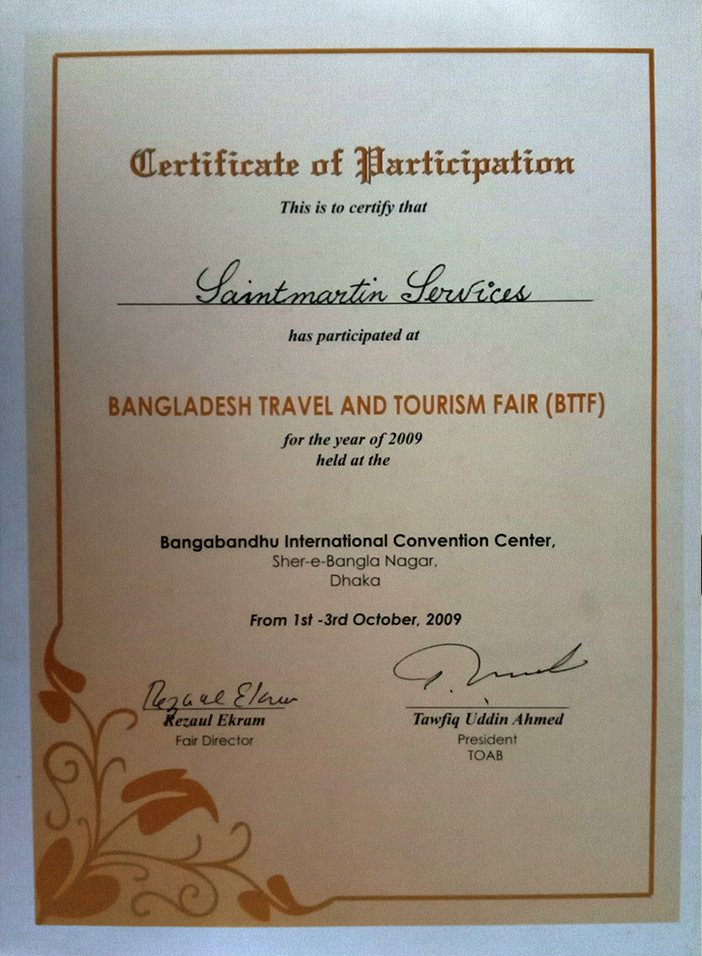 Certificate of Participation
This is to certify that
Saintmartin Services
has participated at
BANGLADESH TRAVEL AND TOURISM FAIR (BTTF)
for the year of 2009
held at the
Bangabandhu International Convention Center,
Sher-e-Bangla Nagar,
Dhaka
From 1st -3rd October, 2009
Rezaul Ekram
Rezaul Ekram
Fair Director
Tawfiq Uddin Ahmed
President
TOAB